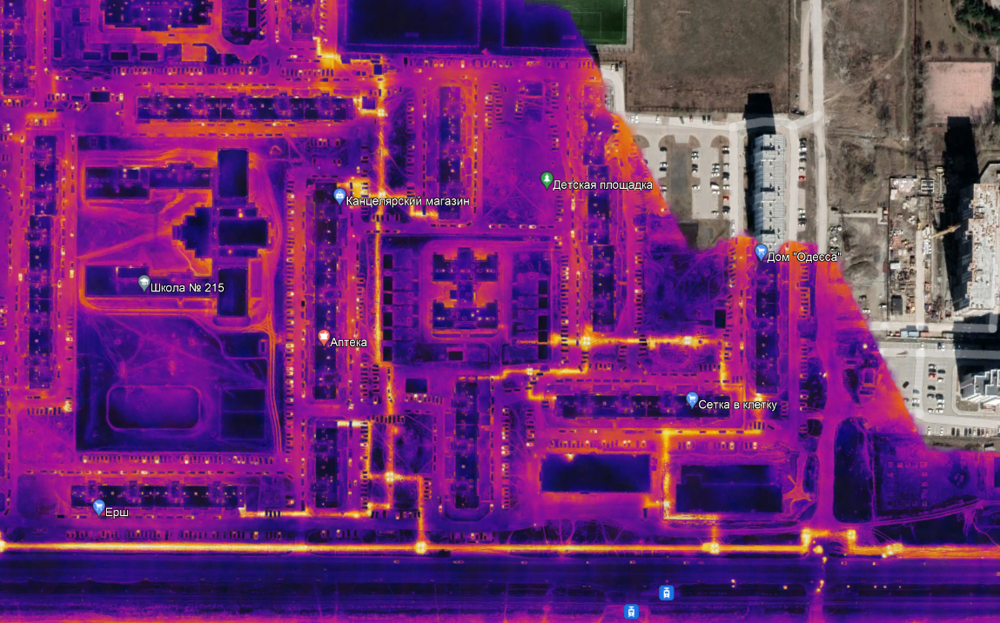 Детская площадка
Канцелярский магазин
Дом "Одесса"
Школа № 215
Аптека
Сетка в клетку
Ерш